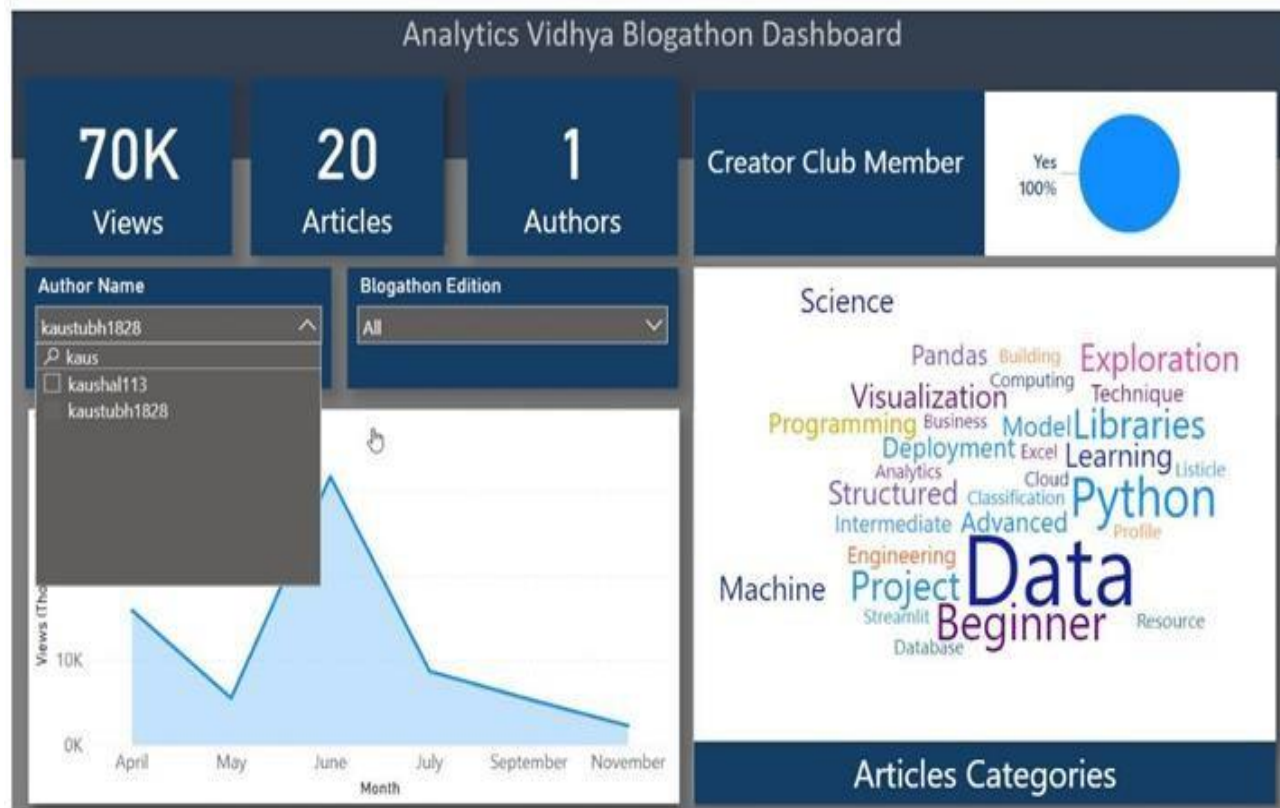 Analytics Vidhya Blogathon Dashboard
70K
Views
20
Articles
1
Authors
Creator Club Member
Yes
100%
Author Name
kaustubh1828
kaus
kaushal113
kaustubh1828
Blogathon Edition
All
Views
10K
0K
April May June July September November
Month
Science
Pandas Building Exploration
Computing
Visualization Technique
Programming Business Model Libraries
Deployment Excel Learning
Analytics Cloud Listicle
Structured Classification Python
Intermediate Advanced Profile
Engineering Data
Machine Project
Streamlit Beginner Resource
Database
Articles Categories